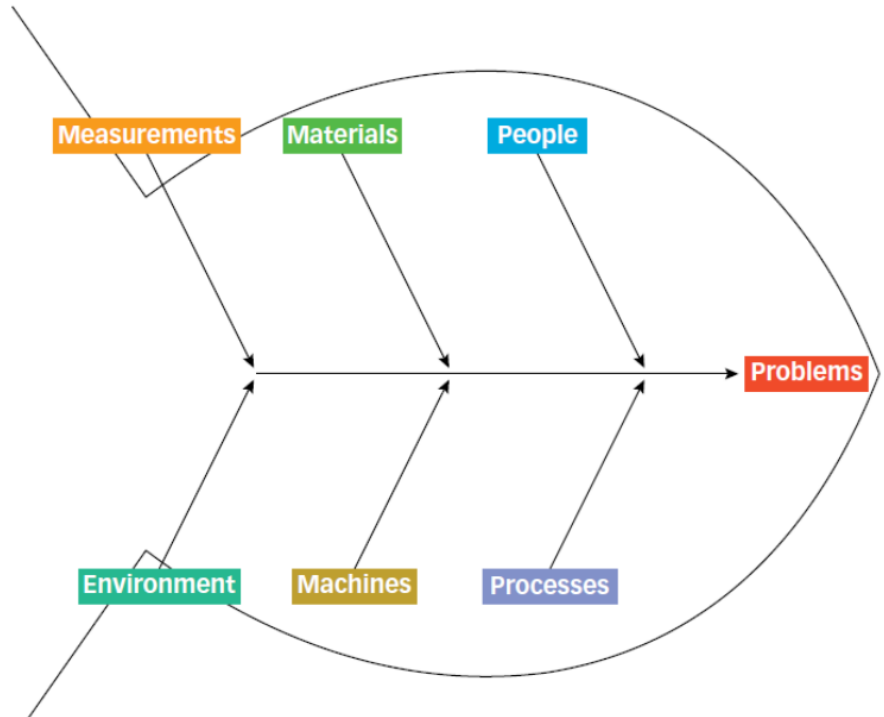 Measurements
Materials
People
Problems
Environment
Machines
Processes